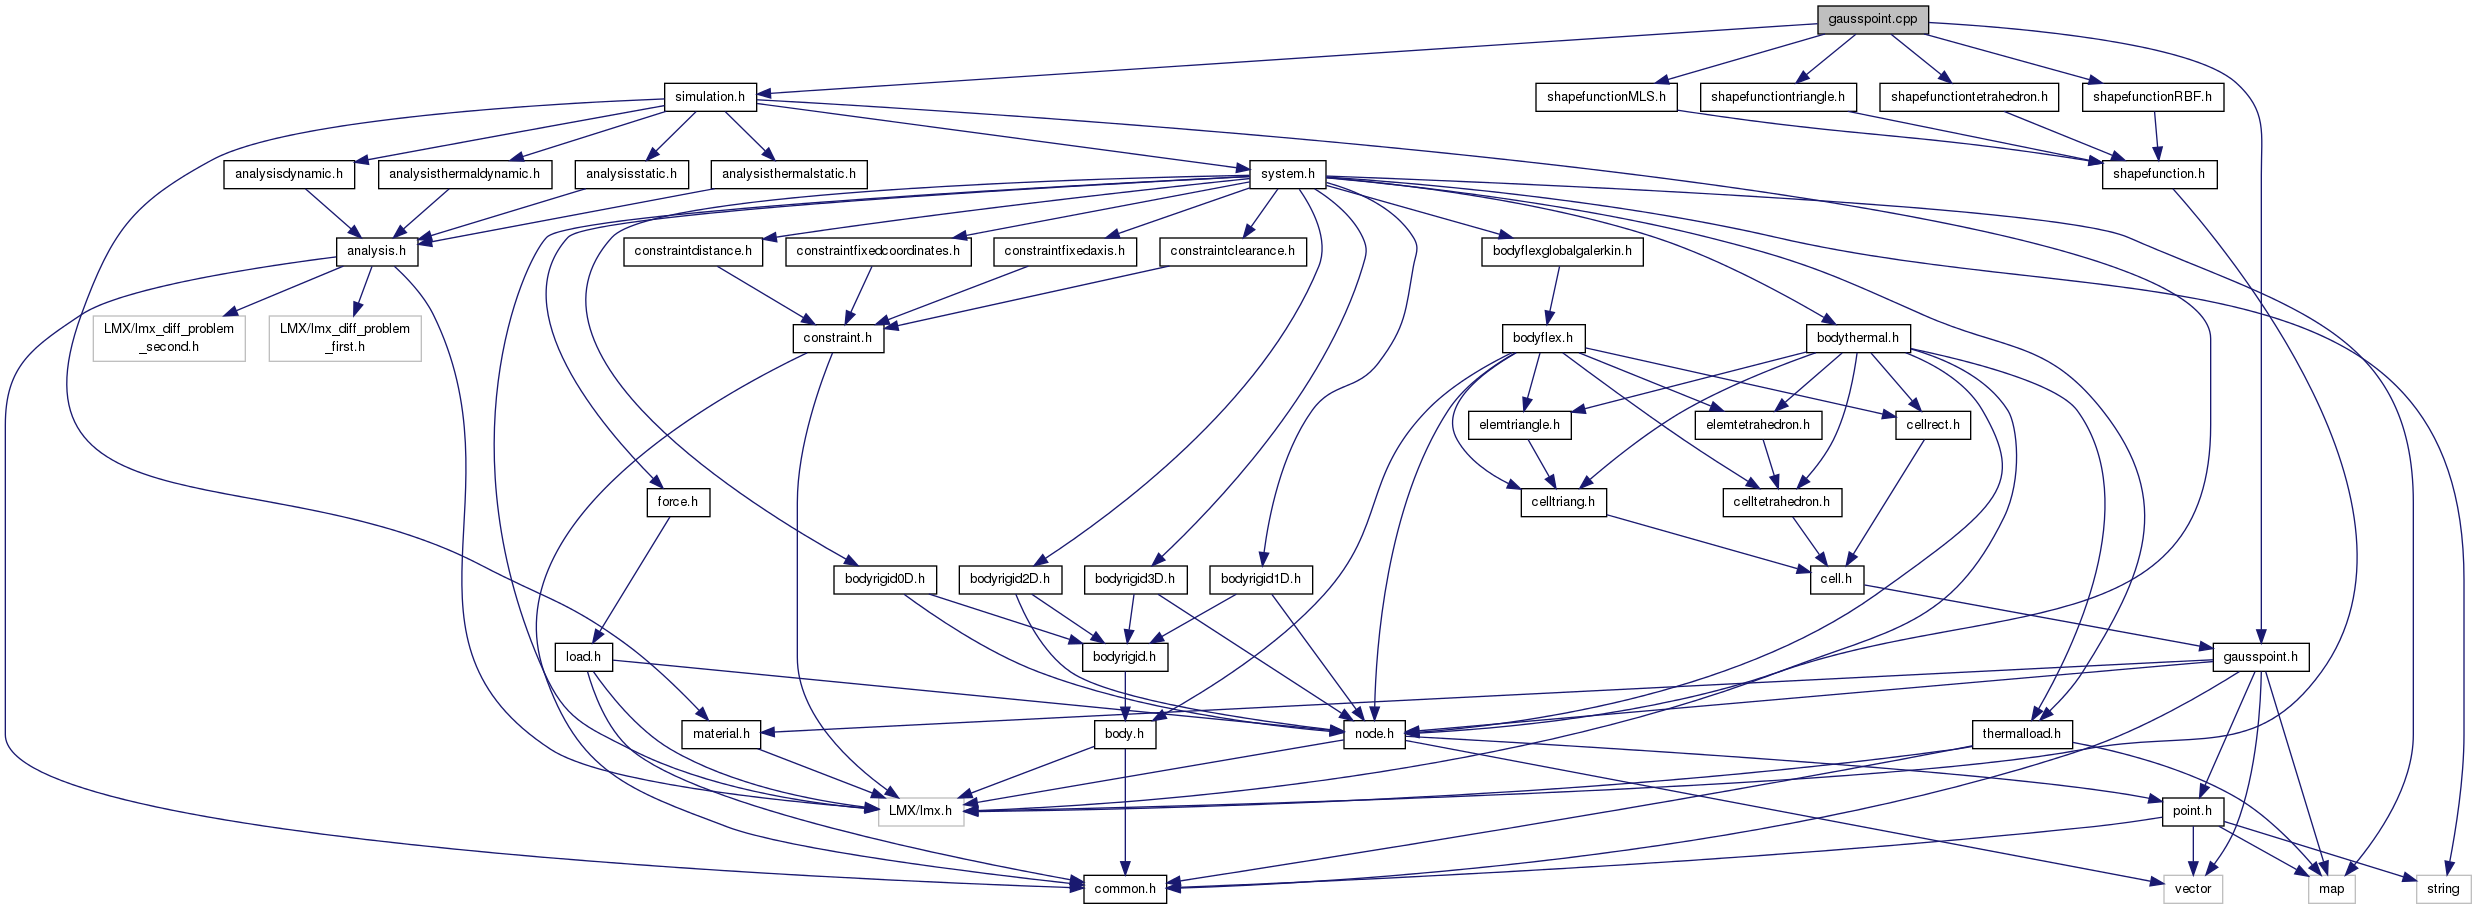 gausspoint.cpp
simulation.h
shapefunctionMLS.h
shapefunctiontriangle.h
shapefunctiontetrahedron.h
shapefunctionRBF.h
analysisdynamic.h
analysisthermaldynamic.h
analysisstatic.h
analysisthermalstatic.h
system.h
shapefunction.h
analysis.h
constraintdistance.h
constraintfixedcoordinates.h
constraintfixedaxis.h
constraintclearance.h
bodyflexglobalgalerkin.h
LMX/lmx_diff_problem
_second.h
LMX/lmx_diff_problem
_first.h
constraint.h
bodyflex.h
bodythermal.h
elemtriangle.h
elemtetrahedron.h
cellrect.h
force.h
celltriang.h
celltetrahedron.h
bodyrigid0D.h
bodyrigid2D.h
bodyrigid3D.h
bodyrigid1D.h
cell.h
load.h
bodyrigid.h
gausspoint.h
material.h
body.h
node.h
thermalload.h
LMX/lmx.h
point.h
common.h
vector
map
string